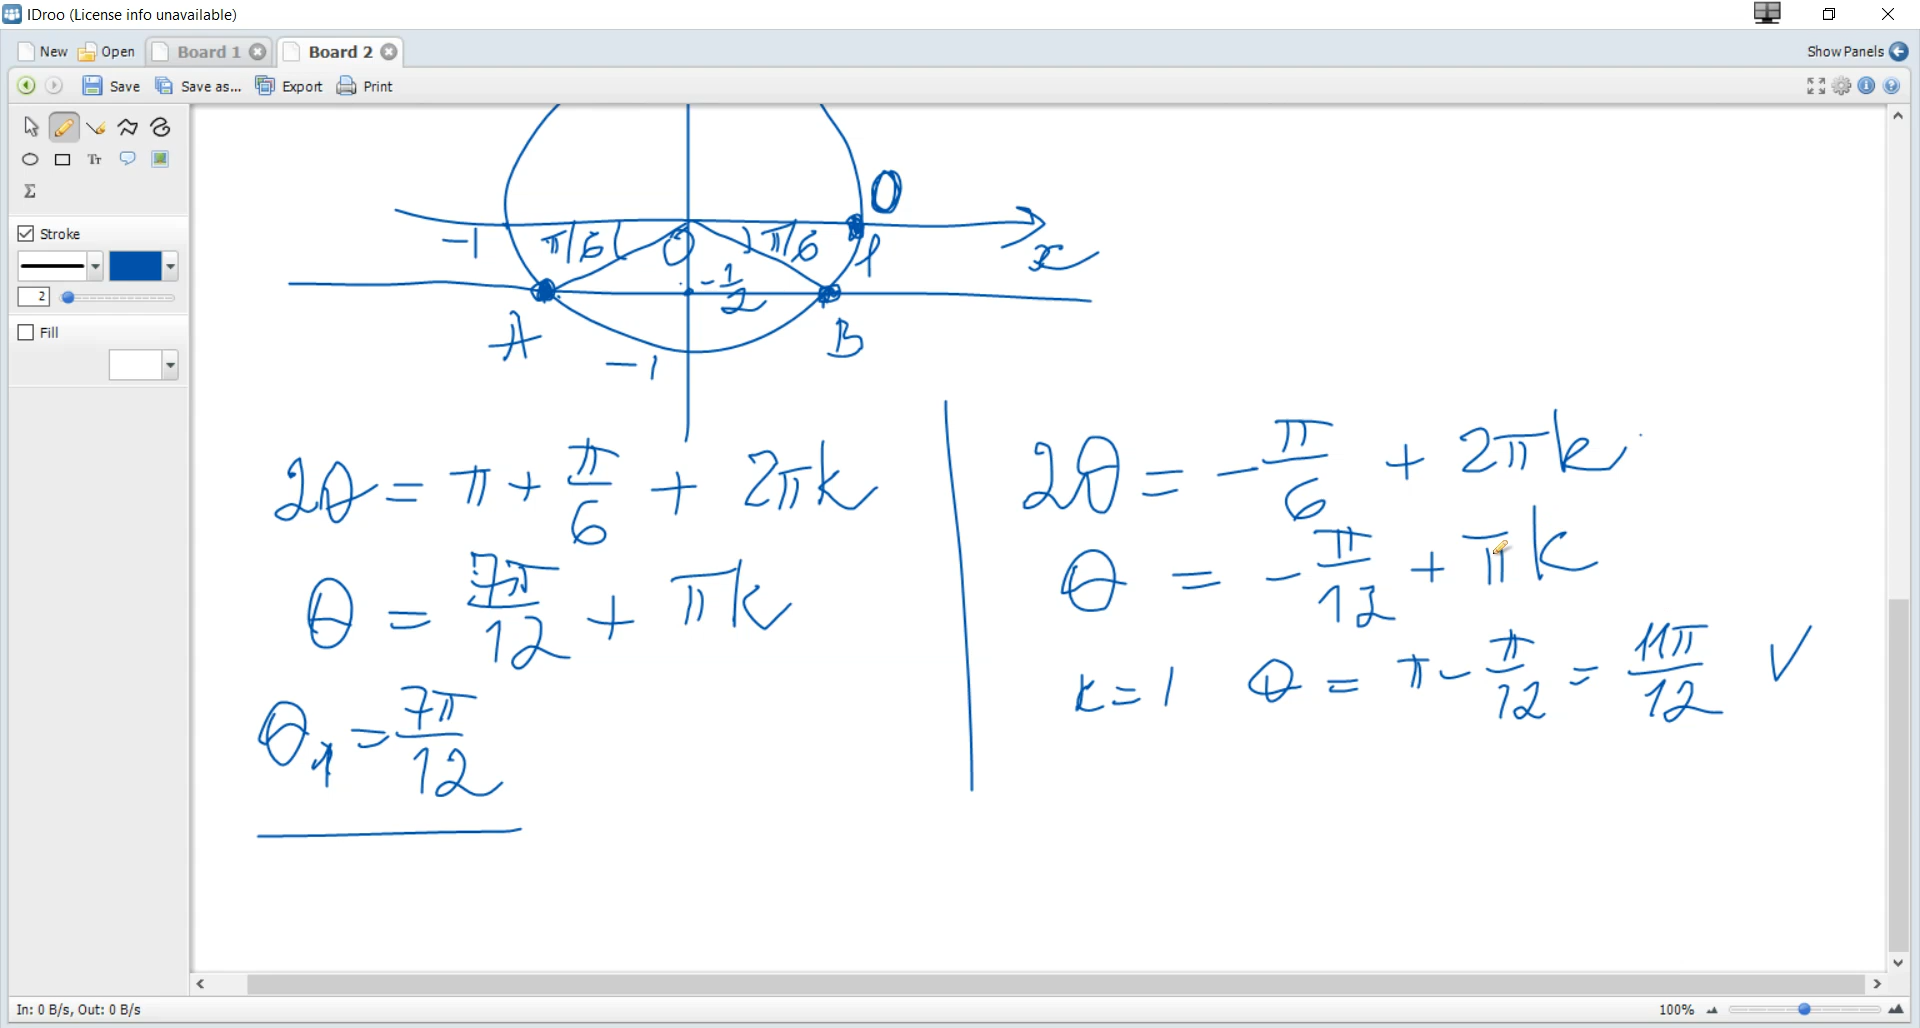 IDroo (License info unavailable)
New Open Board 1 Board 2 Show Panels
Save Save as... Export Print
Tт
Σ
Stroke
2
Fill
0
-1 π/6 0 π/6 1 x
-1/2
A B
-1
2θ = π + π/6 + 2πk
θ = 7π/12 + πk
θ₁ = 7π/12
2θ = -π/6 + 2πk
θ = -π/12 + πk
k = 1 θ = π - π/12 = 11π/12 ✓
In: 0 B/s, Out: 0 B/s 100%